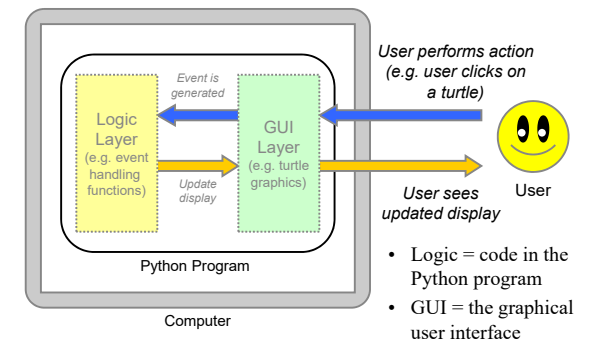 User performs action
(e.g. user clicks on
a turtle)
Event is
generated
Logic
Layer
(e.g. event
handling
functions)
GUI
Layer
(e.g. turtle
graphics)
Update
display
User
User sees
updated display
Python Program
Computer
• Logic = code in the
Python program
• GUI = the graphical
user interface